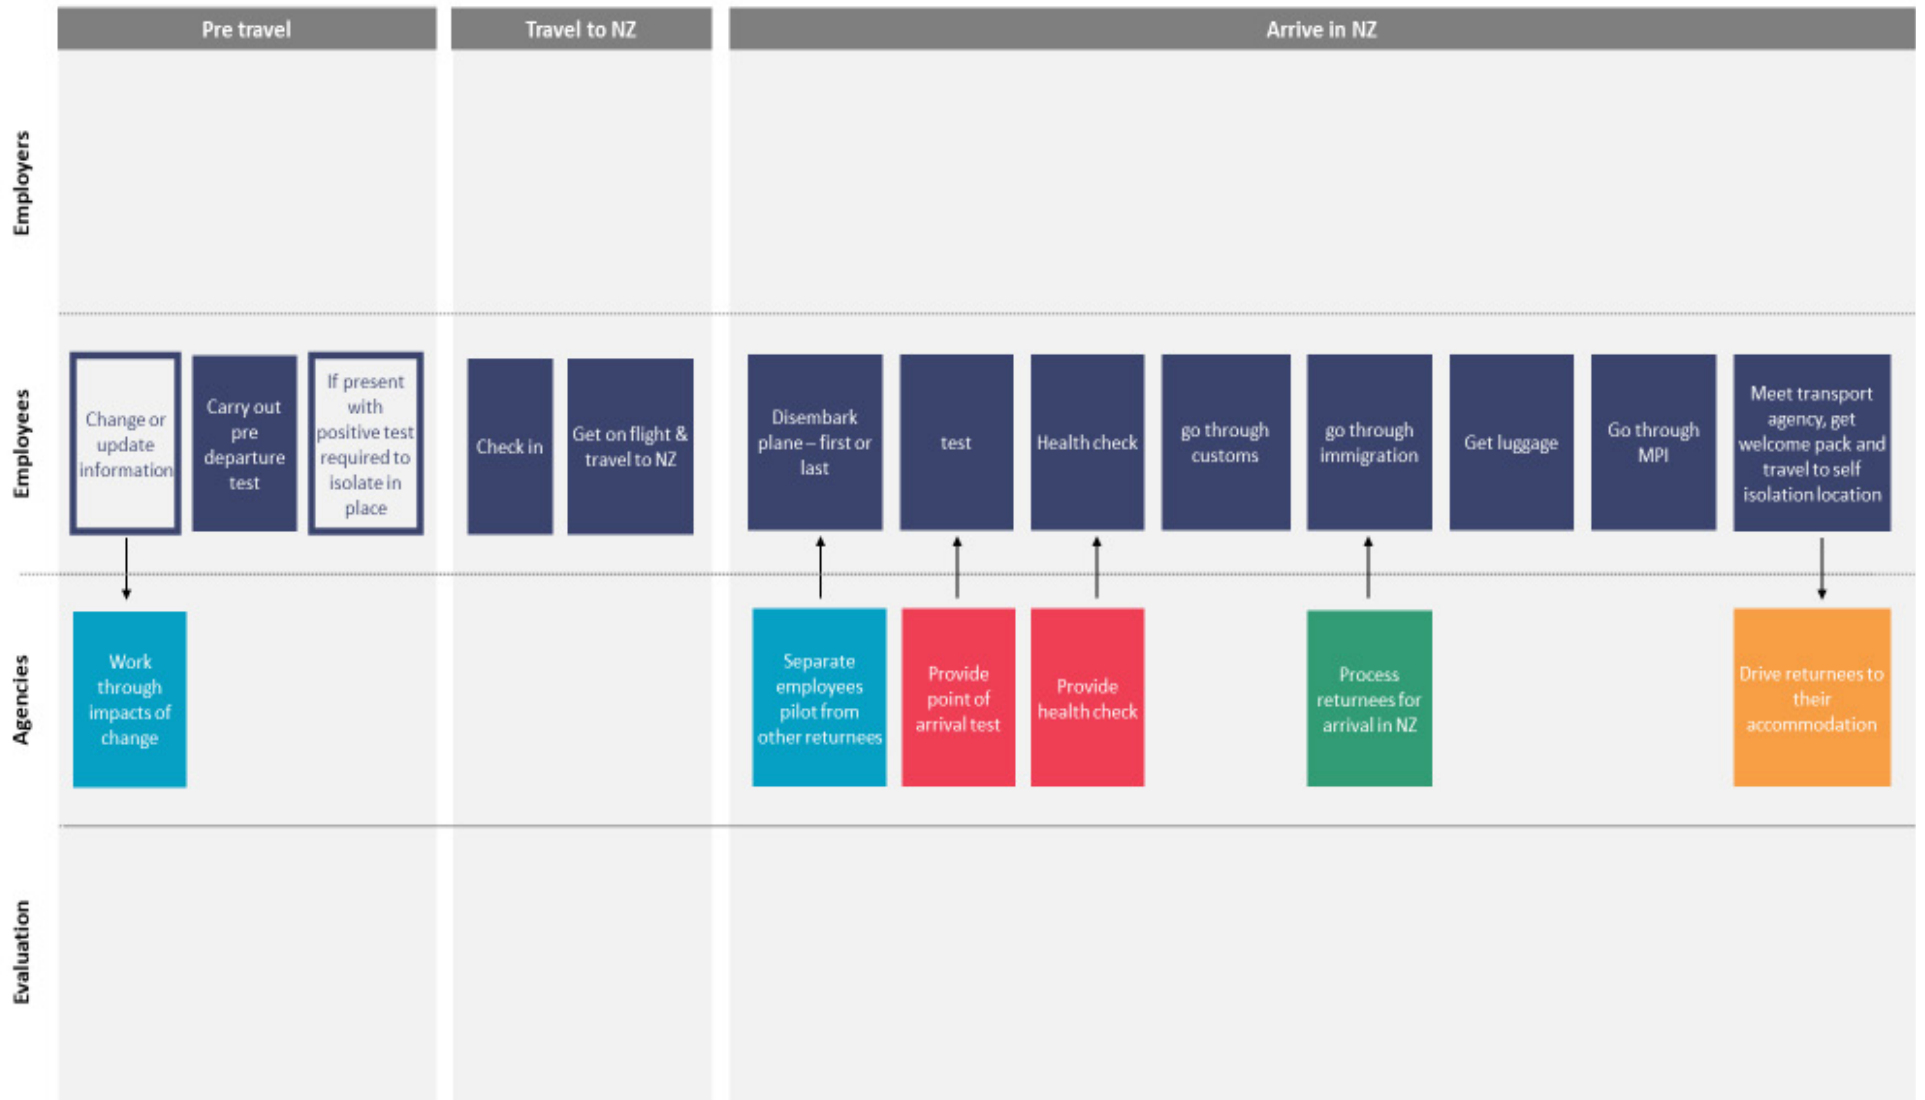 Pre travel
Travel to NZ
Arrive in NZ
Employers
Employees
Change or
update
information
Carry out
pre
departure
test
If present
with
positive test
required to
isolate in
place
Check in
Get on flight &
travel to NZ
Disembark
plane – first or
last
test
Health check
go through
customs
go through
immigration
Get luggage
Go through
MPI
Meet transport
agency, get
welcome pack and
travel to self
isolation location
Agencies
Work
through
impacts of
change
Separate
employees
pilot from
other returnees
Provide
point of
arrival test
Provide
health check
Process
returnees for
arrival in NZ
Drive returnees to
their
accommodation
Evaluation